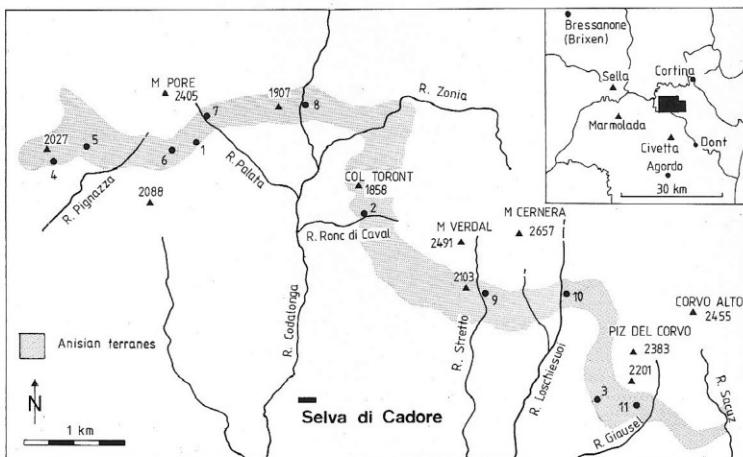 Bressanone
(Brixen)
Sella
Cortina
Marmolada
Civetta
Dont
Agordo
30 km
M PORE
2405
7
1907
8
R. Zonia
2027
5
4
6
1
R. Pignazza
R. Palata
2088
COL TORONT
1858
2
R. Ronc di Caval
M VERDAL
2491
M CERNERA
2657
2103
9
10
CORVO ALTO
2455
PIZ DEL CORVO
2383
2201
3
11
R. Codalonga
R. Stretto
R. Loschiesuoi
R. Giausel
R. Sacuz
Anisian terranes
N
1 km
Selva di Cadore